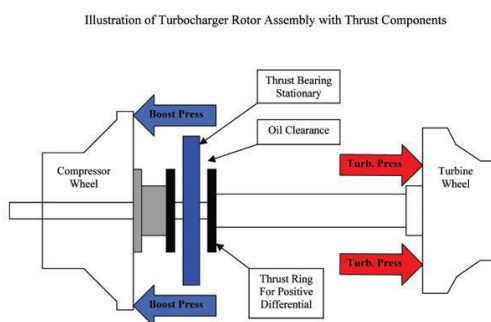 Illustration of Turbocharger Rotor Assembly with Thrust Components
Thrust Bearing
Stationary
Boost Press
Oil Clearance
Compressor
Wheel
Turb. Press
Turbine
Wheel
Turb. Press
Thrust Ring
For Positive
Differential
Boost Press